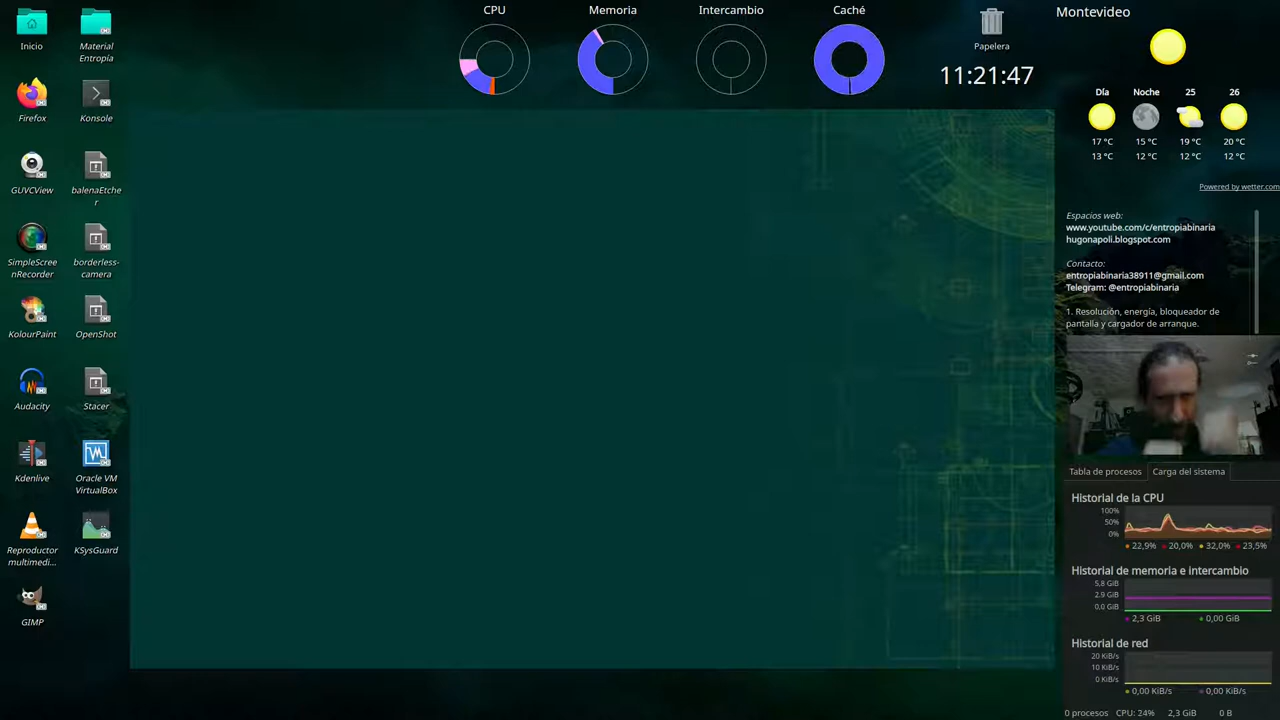 CPU
Memoria
Intercambio
Caché
Papelera
11:21:47
Montevideo
Día
Noche
25
26
17 °C
15 °C
19 °C
20 °C
13 °C
12 °C
12 °C
12 °C
Powered by wetter.com
Inicio
Material
Entropía
Firefox
Konsole
GUVCView
balenaEtche
r
SimpleScree
nRecorder
borderless-
camera
KolourPaint
OpenShot
Audacity
Stacer
Kdenlive
Oracle VM
VirtualBox
Reproductor
multimedi...
KSysGuard
GIMP
Espacios web:
www.youtube.com/c/entropiabinaria
hugonapoli.blogspot.com
Contacto:
entropiabinaria38911@gmail.com
Telegram: @entropiabinaria
1. Resolución, energía, bloqueador de
pantalla y cargador de arranque.
Tabla de procesos
Carga del sistema
Historial de la CPU
100%
50%
0%
22,9%
20,0%
32,0%
23,5%
Historial de memoria e intercambio
5,8 GiB
2.9 GiB
0.0 GiB
2,3 GiB
0,00 GiB
Historial de red
20 KiB/s
10 KiB/s
0 KiB/s
0,00 KiB/s
0,00 KiB/s
0 procesos
CPU: 24%
2,3 GiB
0 B